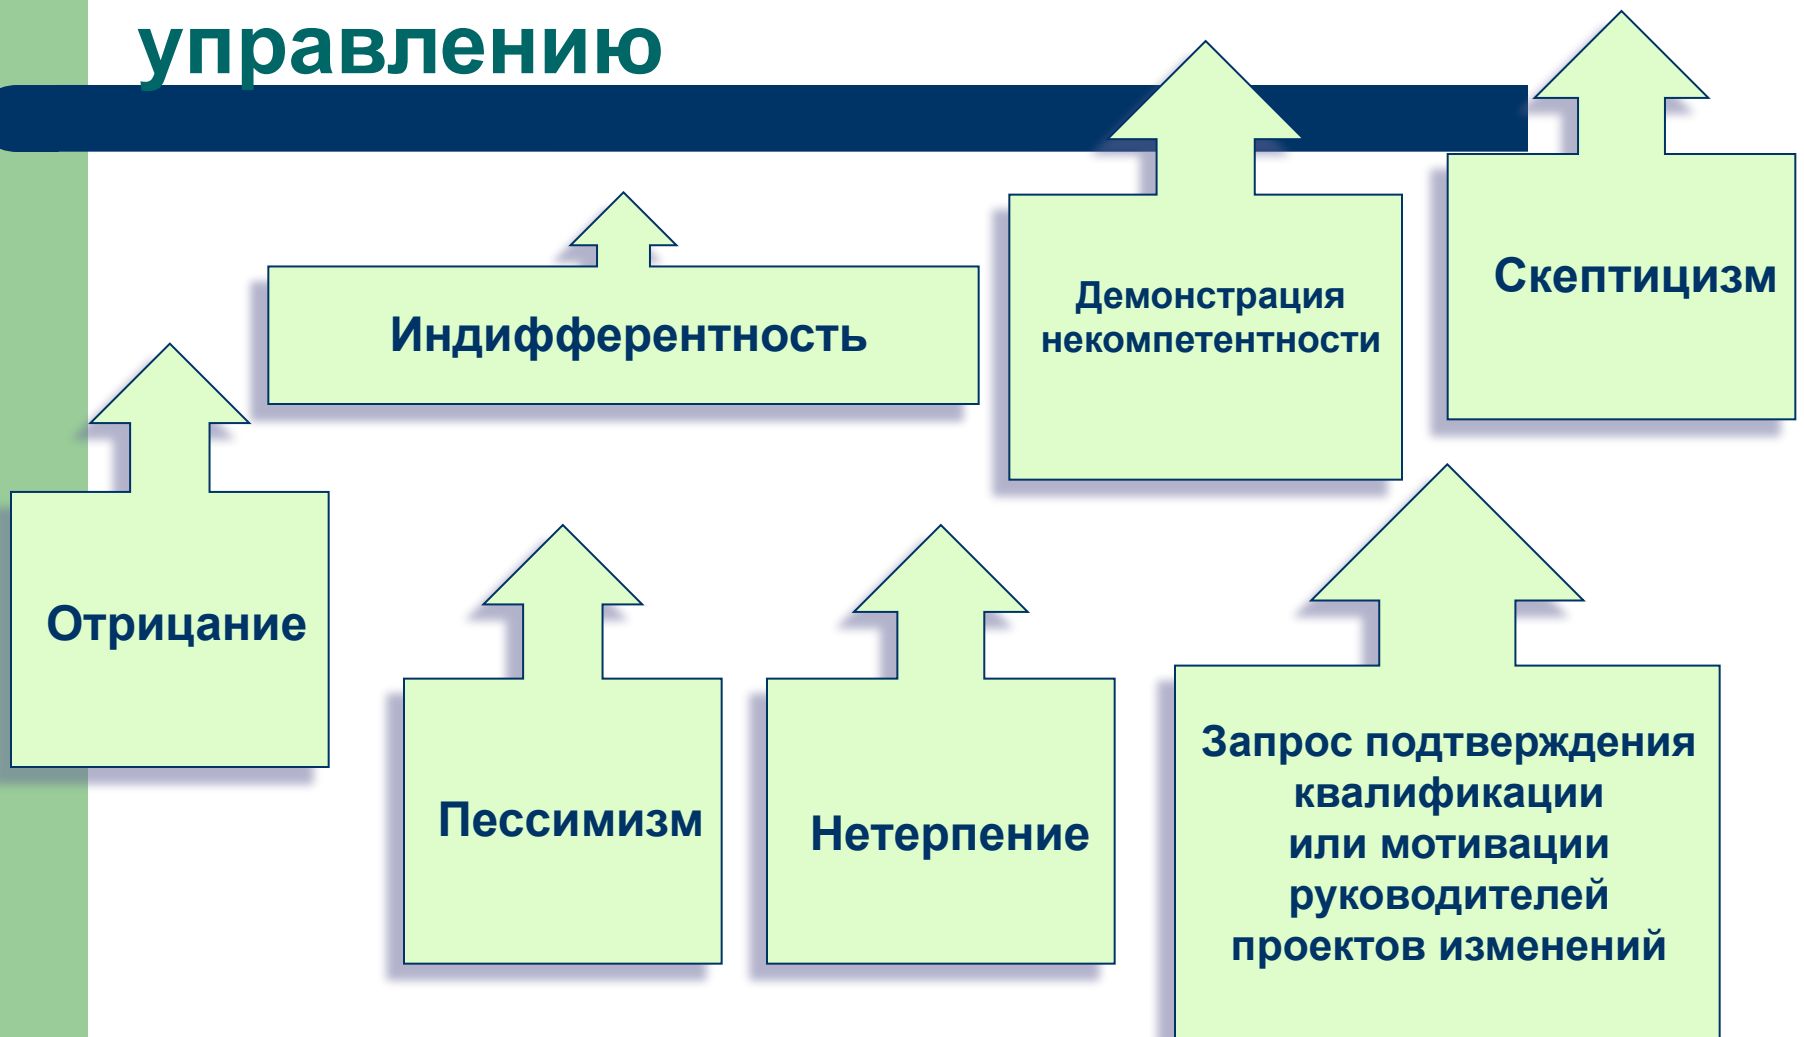 управлению
Индифферентность
Демонстрация
некомпетентности
Скептицизм
Отрицание
Пессимизм
Нетерпение
Запрос подтверждения
квалификации
или мотивации
руководителей
проектов изменений